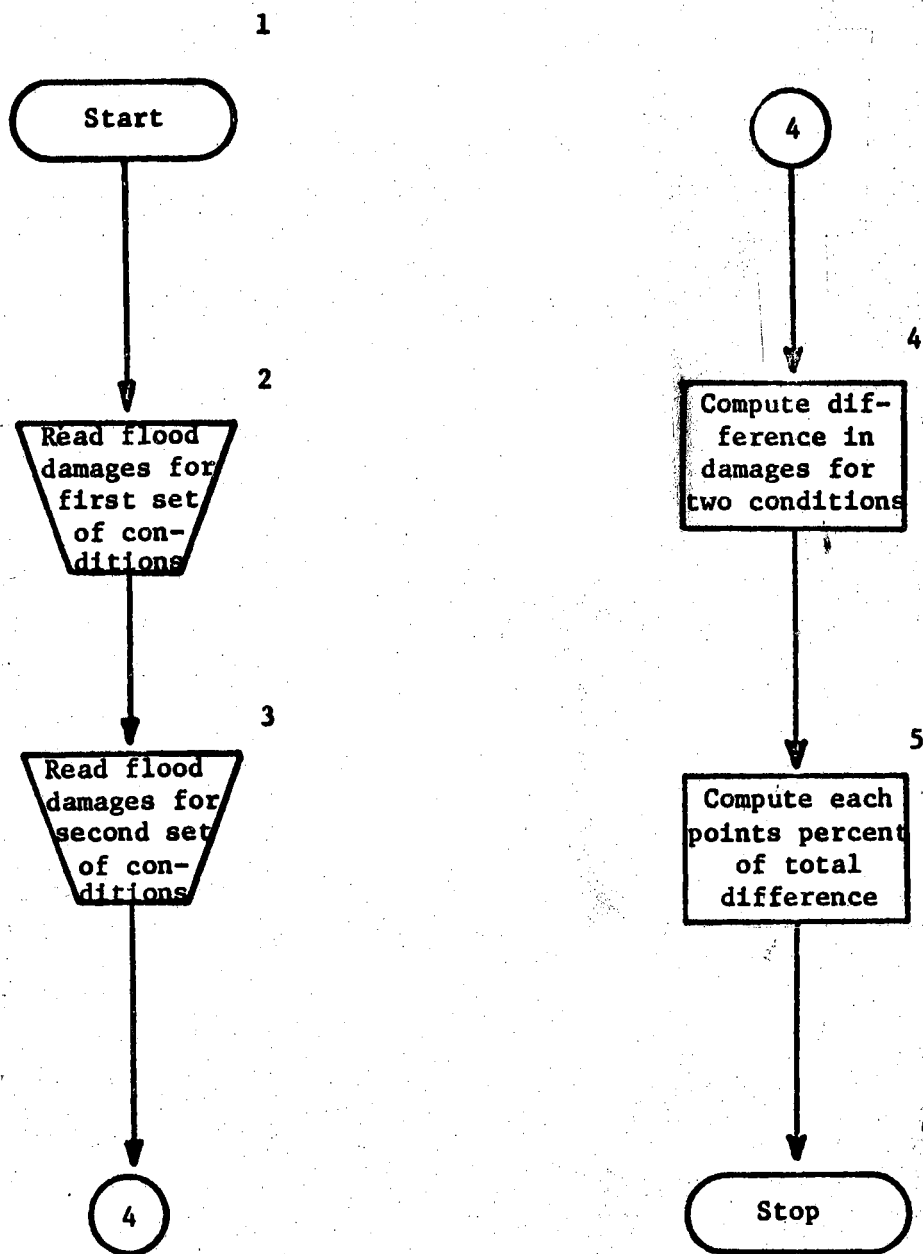 1
Start
2
Read flood
damages for
first set
of con-
ditions
3
Read flood
damages for
second set
of con-
ditions
4
4
4
Compute dif-
ference in
damages for
two conditions
5
Compute each
points percent
of total
difference
Stop